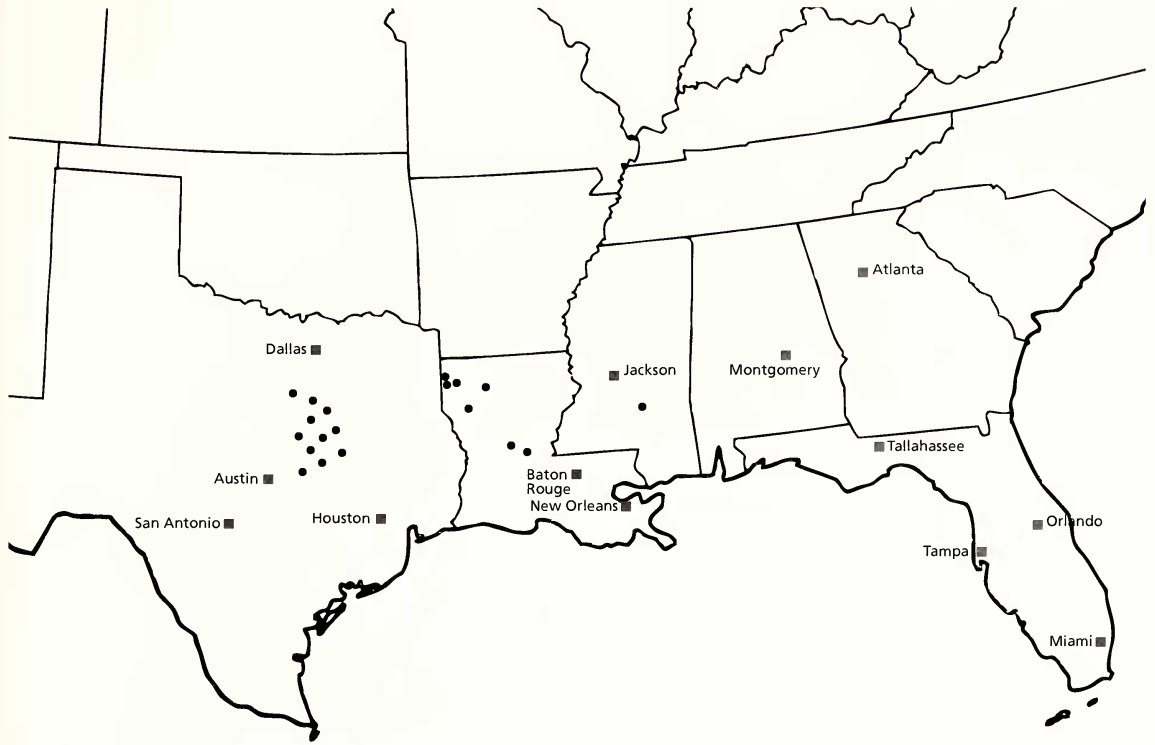 Atlanta
Dallas
Jackson
Montgomery
Tallahassee
Austin
Baton
Rouge
New Orleans
San Antonio
Houston
Orlando
Tampa
Miami